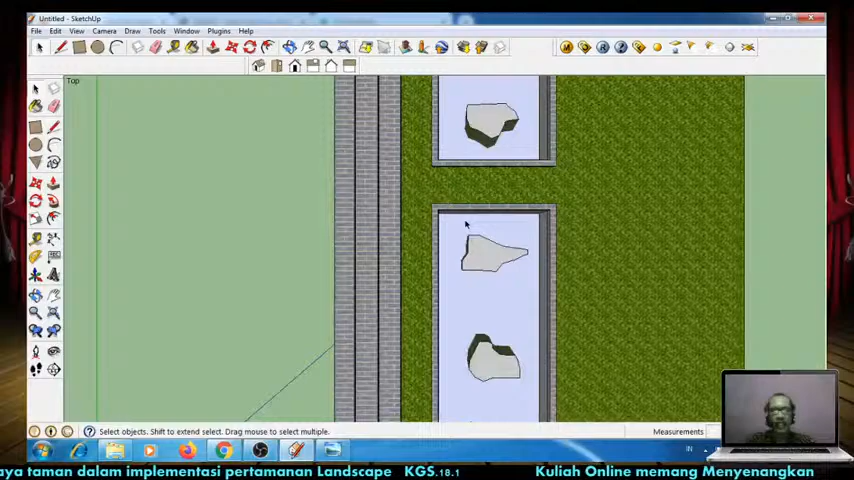 Untitled - SketchUp
File Edit View Camera Draw Tools Window Plugins Help
Top
Select objects. Shift to extend select. Drag mouse to select multiple.
Measurements
IN
aya taman dalam implementasi pertamanan Landscape KGS.18.1 Kuliah Online memang Menyenangkan